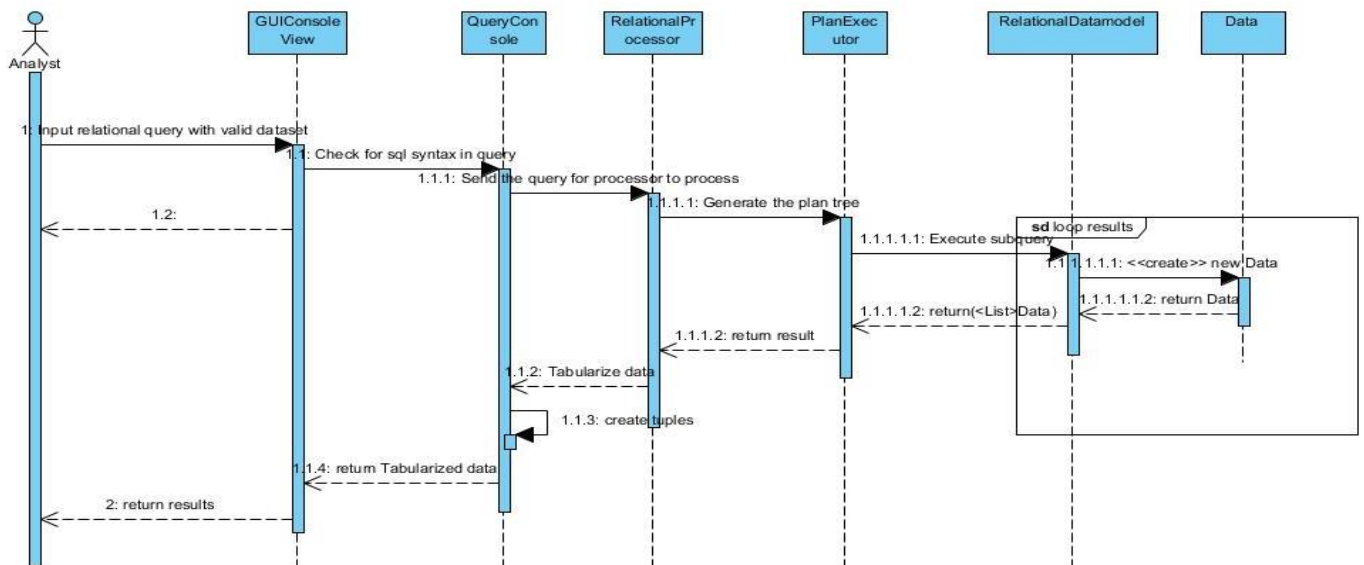 GUIConsole
View
QueryCon
sole
RelationalPr
ocessor
PlanExec
utor
RelationalDatamodel
Data
Analyst
1: Input relational query with valid dataset
1.1: Check for sql syntax in query
1.1.1: Send the query for processor to process
1.1.1.1: Generate the plan tree
1.2:
sd loop results
1.1.1.1.1: Execute subquery
1.1.1.1.1.1: <<create>> new Data
1.1.1.1.1.2: return Data
1.1.1.1.2: return(<List>Data)
1.1.1.2: return result
1.1.2: Tabularize data
1.1.3: create tuples
1.1.4: return Tabularized data
2: return results